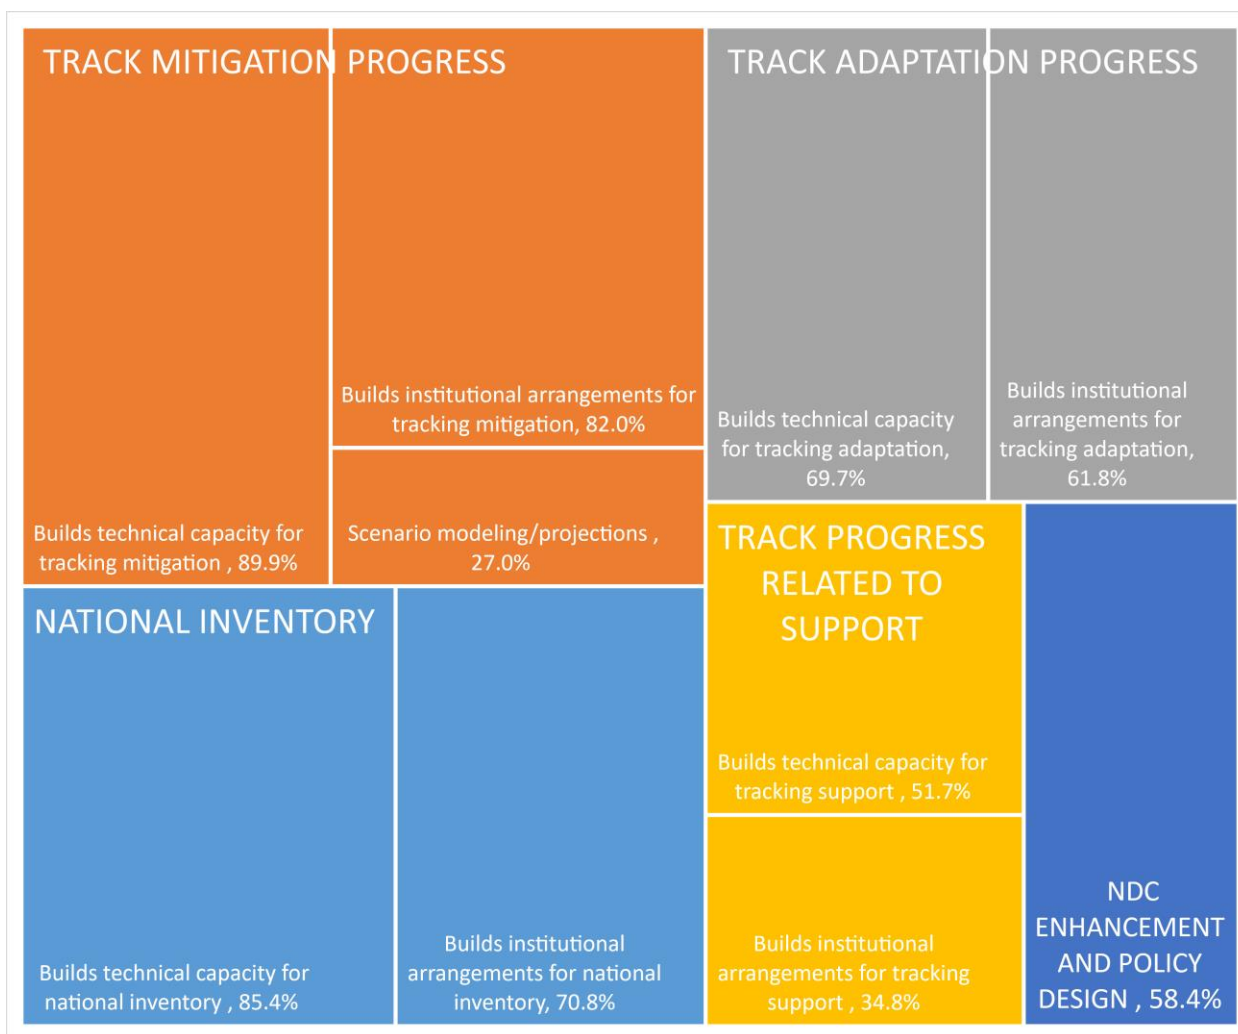 TRACK MITIGATION PROGRESS
Builds technical capacity for
tracking mitigation , 89.9%
Builds institutional arrangements for
tracking mitigation, 82.0%
Scenario modeling/projections ,
27.0%
TRACK ADAPTATION PROGRESS
Builds technical capacity
for tracking adaptation,
69.7%
Builds institutional
arrangements for
tracking adaptation,
61.8%
NATIONAL INVENTORY
Builds technical capacity for
national inventory , 85.4%
Builds institutional
arrangements for national
inventory, 70.8%
TRACK PROGRESS
RELATED TO
SUPPORT
Builds technical capacity for
tracking support , 51.7%
Builds institutional
arrangements for tracking
support , 34.8%
NDC
ENHANCEMENT
AND POLICY
DESIGN , 58.4%